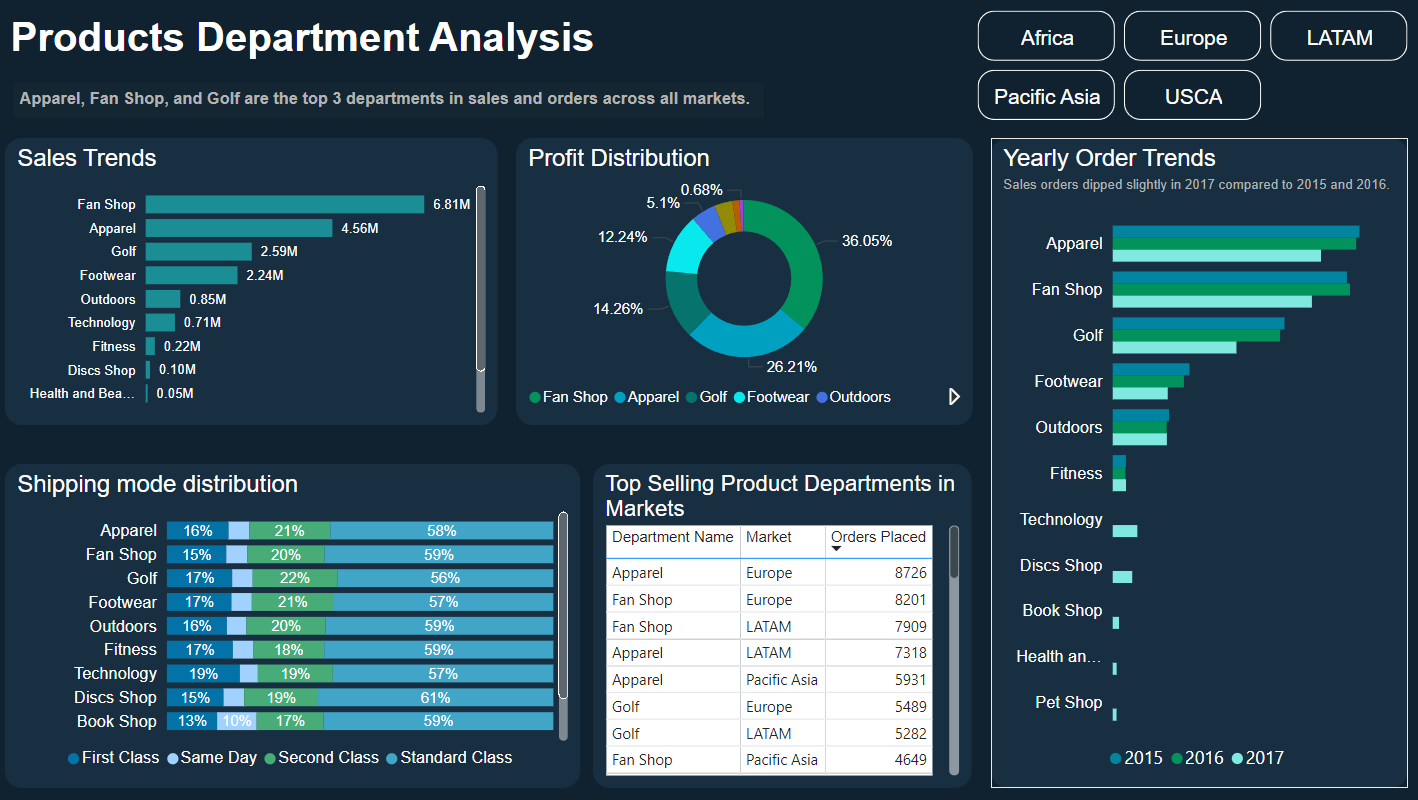 Products Department Analysis
Africa
Europe
LATAM
Pacific Asia
USCA
Apparel, Fan Shop, and Golf are the top 3 departments in sales and orders across all markets.
Sales Trends
Fan Shop 6.81M
Apparel 4.56M
Golf 2.59M
Footwear 2.24M
Outdoors 0.85M
Technology 0.71M
Fitness 0.22M
Discs Shop 0.10M
Health and Bea... 0.05M
Profit Distribution
0.68%
5.1%
12.24%
36.05%
14.26%
26.21%
Fan Shop Apparel Golf Footwear Outdoors
Yearly Order Trends
Sales orders dipped slightly in 2017 compared to 2015 and 2016.
Apparel
Fan Shop
Golf
Footwear
Outdoors
Fitness
Technology
Discs Shop
Book Shop
Health an...
Pet Shop
2015 2016 2017
Shipping mode distribution
Apparel 16% 21% 58%
Fan Shop 15% 20% 59%
Golf 17% 22% 56%
Footwear 17% 21% 57%
Outdoors 16% 20% 59%
Fitness 17% 18% 59%
Technology 19% 19% 57%
Discs Shop 15% 19% 61%
Book Shop 13% 10% 17% 59%
First Class Same Day Second Class Standard Class
Top Selling Product Departments in
Markets
Department Name Market Orders Placed
Apparel Europe 8726
Fan Shop Europe 8201
Fan Shop LATAM 7909
Apparel LATAM 7318
Apparel Pacific Asia 5931
Golf Europe 5489
Golf LATAM 5282
Fan Shop Pacific Asia 4649